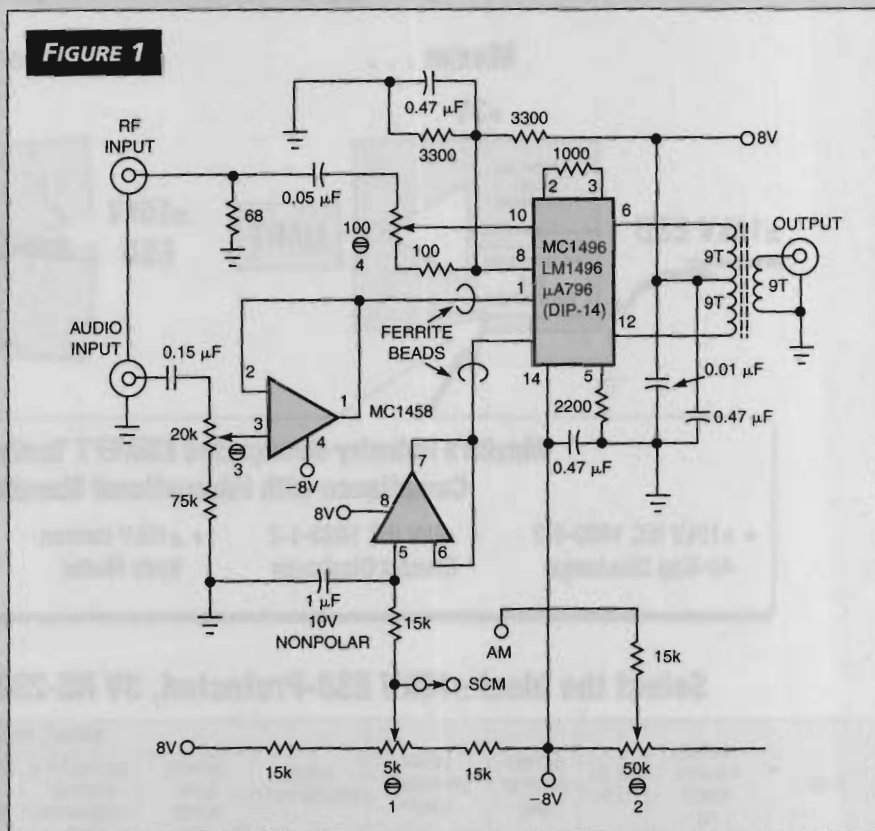 FIGURE 1
RF
INPUT
0.47 µF
3300
3300
8V
1000
2
3
0.05 µF
68
100
4
100
10
8
1
6
12
14
5
MC1496
LM1496
µA796
(DIP-14)
9T
9T
9T
OUTPUT
AUDIO
INPUT
0.15 µF
FERRITE
BEADS
2
3
1
4
MC1458
-8V
20k
3
75k
2200
0.47 µF
0.01 µF
0.47 µF
7
8V
8
5
6
1 µF
10V
NONPOLAR
15k
AM
SCM
15k
8V
15k
5k
1
15k
-8V
50k
2